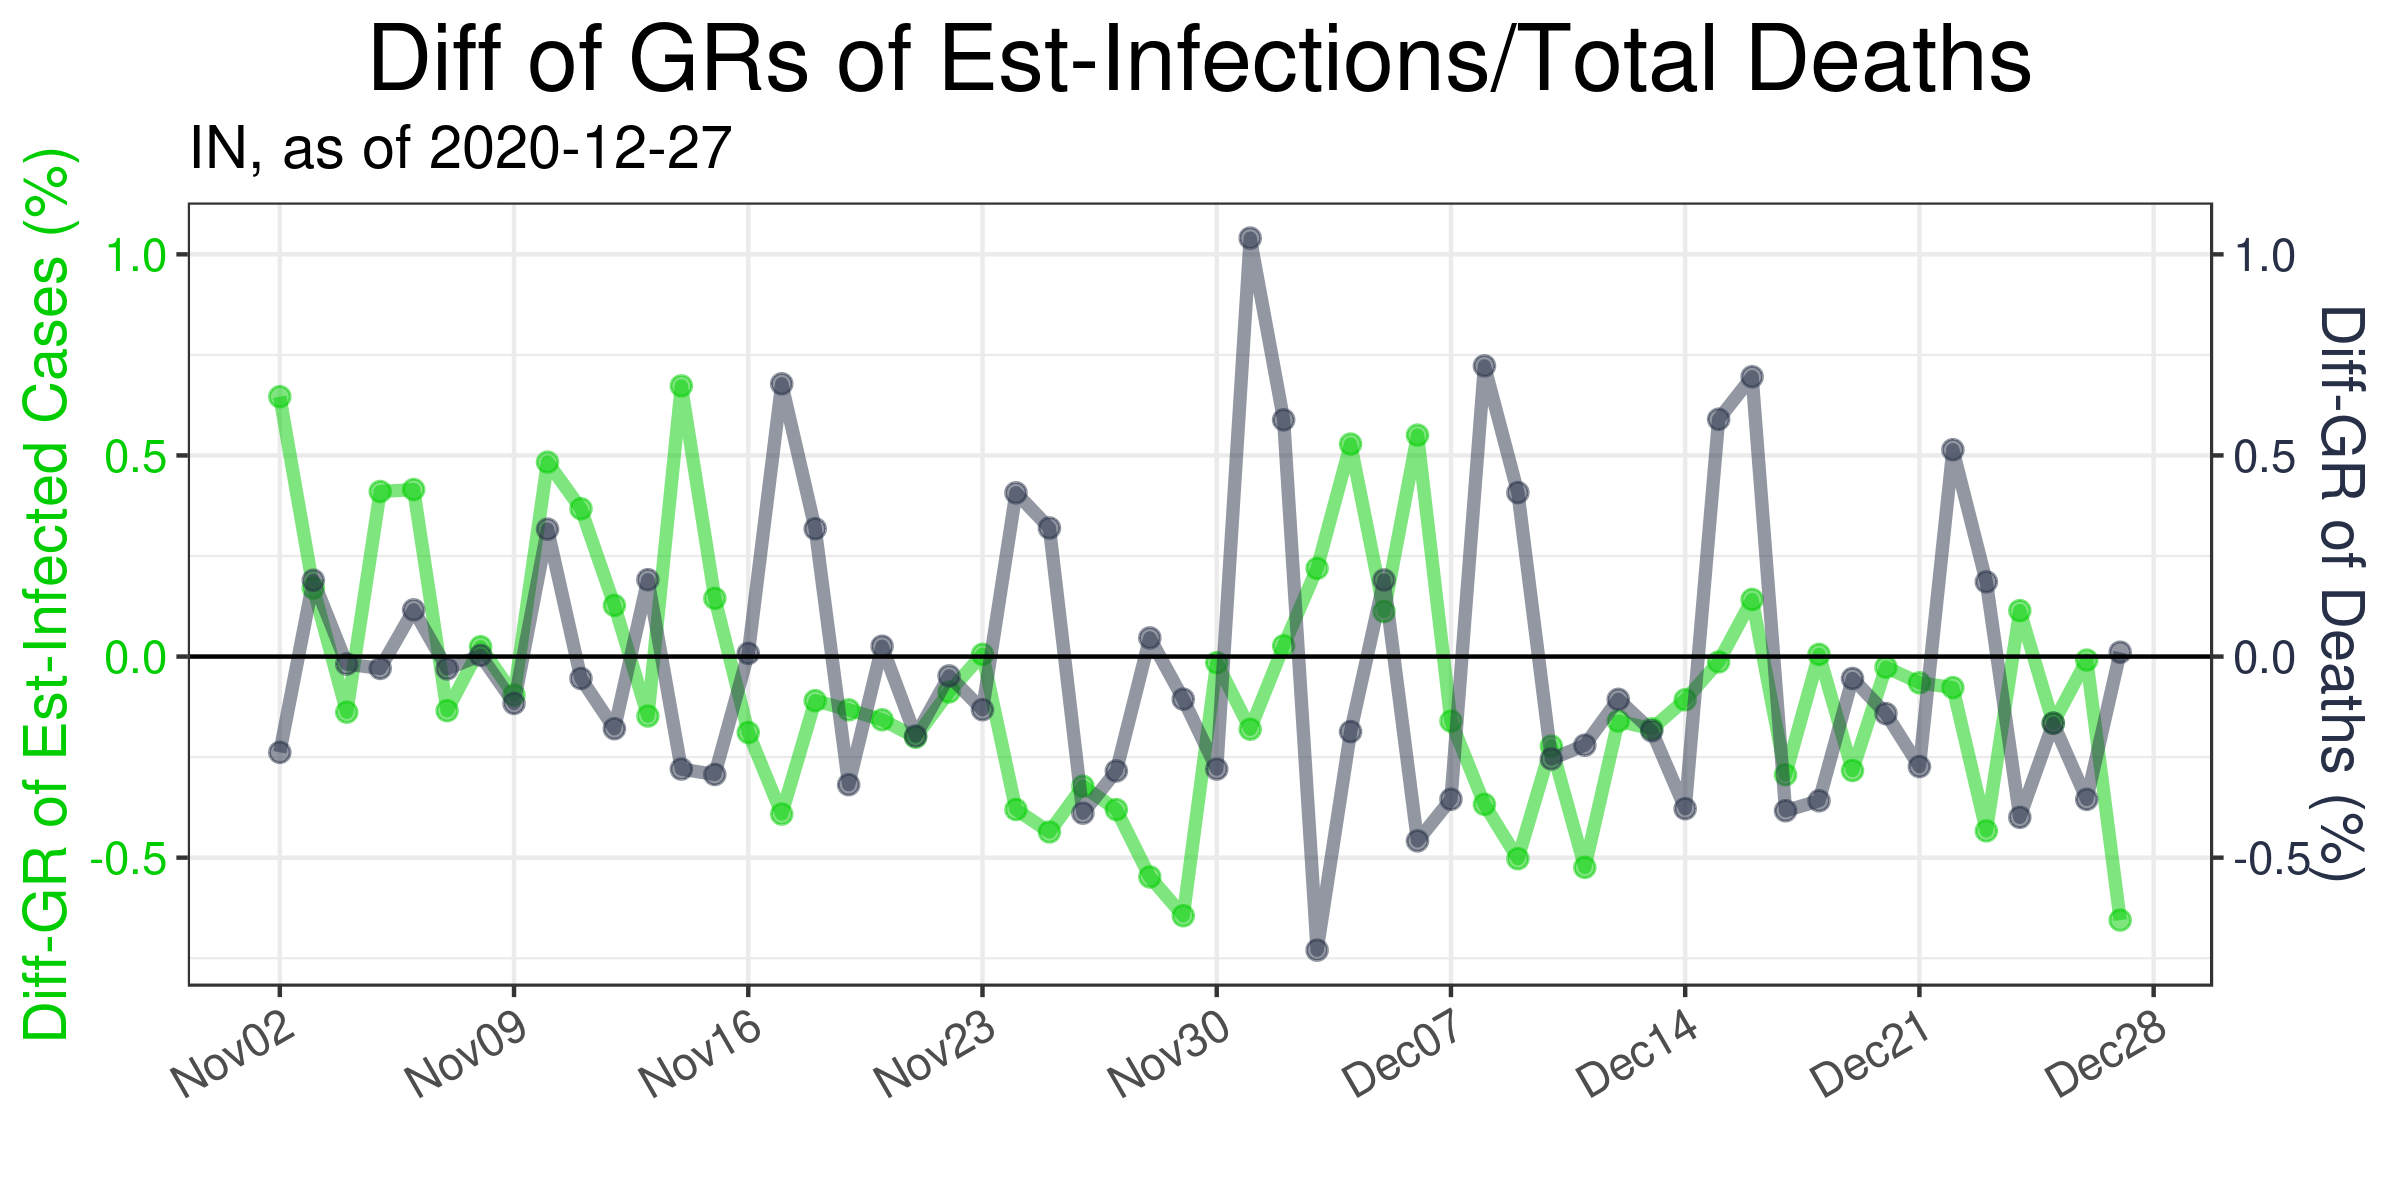 Diff of GRs of Est-Infections/Total Deaths
IN, as of 2020-12-27
Diff-GR of Est-Infected Cases (%)
1.0
0.5
0.0
-0.5
1.0
0.5
0.0
-0.5
Diff-GR of Deaths (%)
Nov02
Nov09
Nov16
Nov23
Nov30
Dec07
Dec14
Dec21
Dec28